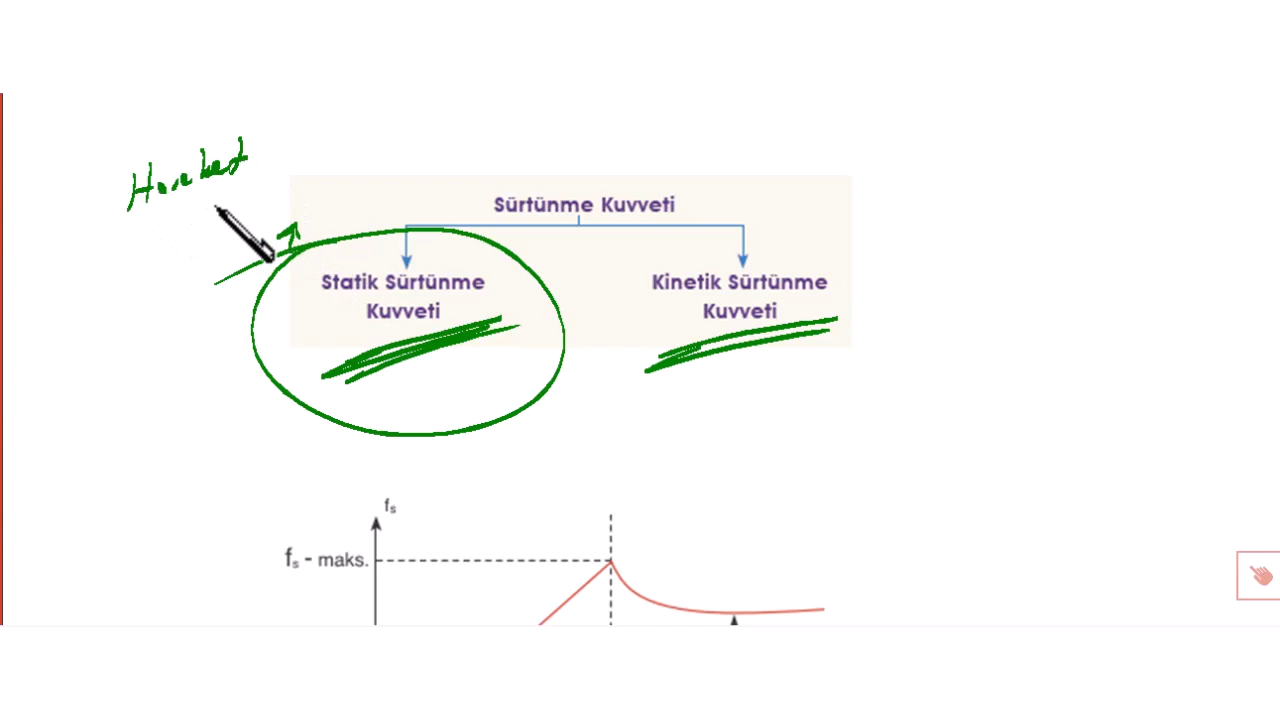 Hareket
Sürtünme Kuvveti
Statik Sürtünme
Kuvveti
Kinetik Sürtünme
Kuvveti
fs
fs - maks.